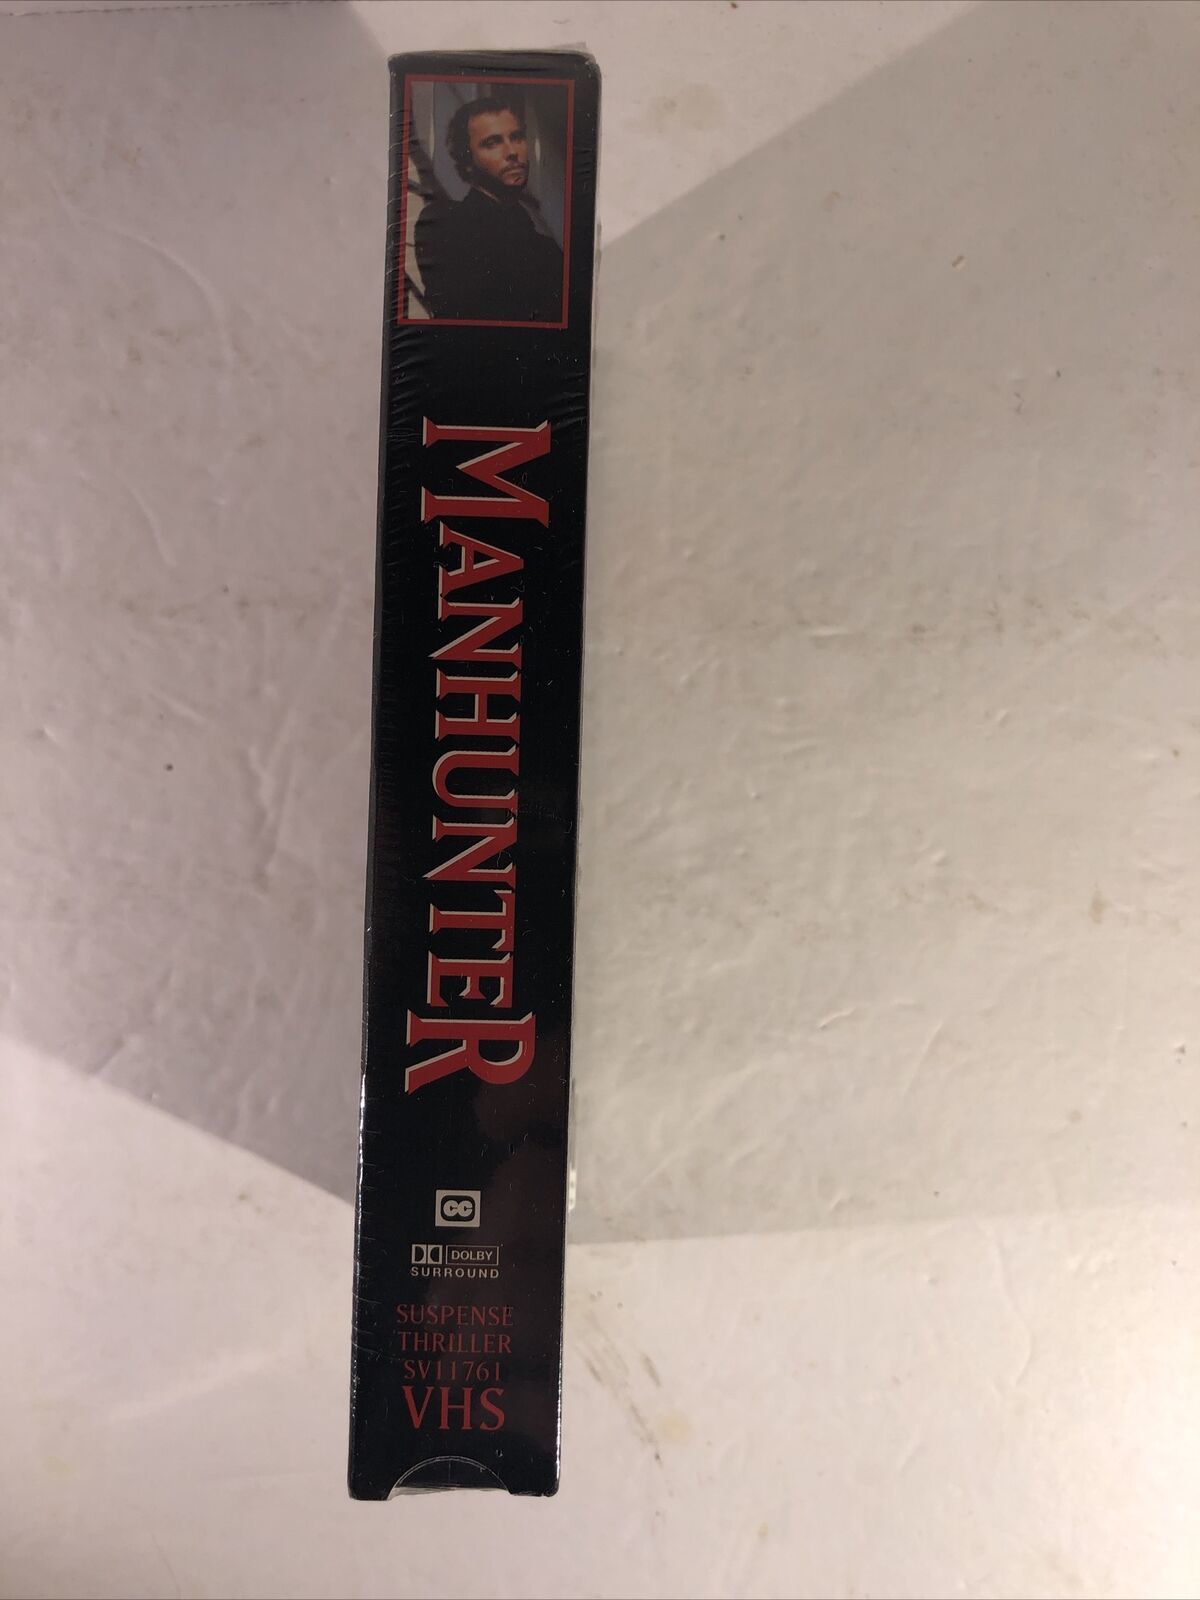 MANHUNTER
CC
DOLBY
SURROUND
SUSPENSE
THRILLER
SV11761
VHS